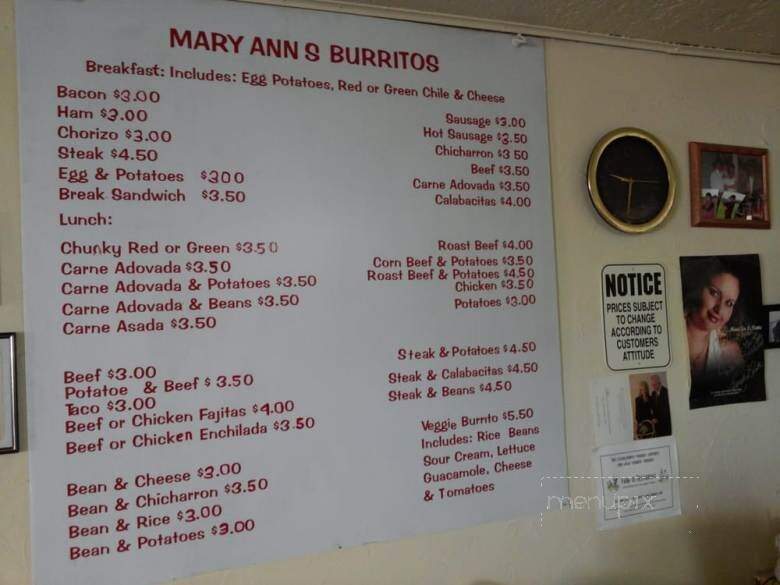 MARY ANN S BURRITOS
Breakfast: Includes: Egg Potatoes, Red or Green Chile & Cheese
Bacon $3.00
Ham $3.00
Chorizo $3.00
Steak $4.50
Egg & Potatoes $300
Break Sandwich $3.50
Sausage $3.00
Hot Sausage $3.50
Chicharron $3 50
Beef $3.50
Carne Adovada $3.50
Calabacitas $4.00
Lunch:
Chunky Red or Green $3.50
Carne Adovada $3.50
Carne Adovada & Potatoes $3.50
Carne Adovada & Beans $3.50
Carne Asada $3.50
Roast Beef $4.00
Corn Beef & Potatoes $3.50
Roast Beef & Potatoes $4.50
Chicken $3.50
Potatoes $3.00
Beef $3.00
Potatoe & Beef $ 3.50
Taco $3.00
Beef or Chicken Fajitas $4.00
Beef or Chicken Enchilada $3.50
Steak & Potatoes $4.50
Steak & Calabacitas $4.50
Steak & Beans $4.50
Bean & Cheese $3.00
Bean & Chicharron $3.50
Bean & Rice $3.00
Bean & Potatoes $3.00
Veggie Burrito $5.50
Includes: Rice Beans
Sour Cream, Lettuce
Guacamole, Cheese
& Tomatoes
NOTICE
PRICES SUBJECT
TO CHANGE
ACCORDING TO
CUSTOMERS
ATTITUDE
menupix